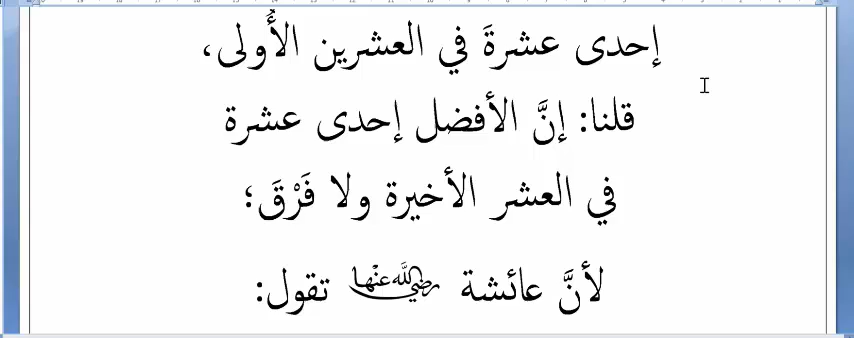 إحدى عشرةَ في العشرين الأُولى،
قلنا: إنَّ الأفضل إحدى عشرة
في العشر الأخيرة ولا فَرْقَ؛
لأنَّ عائشة رضي الله عنها تقول: